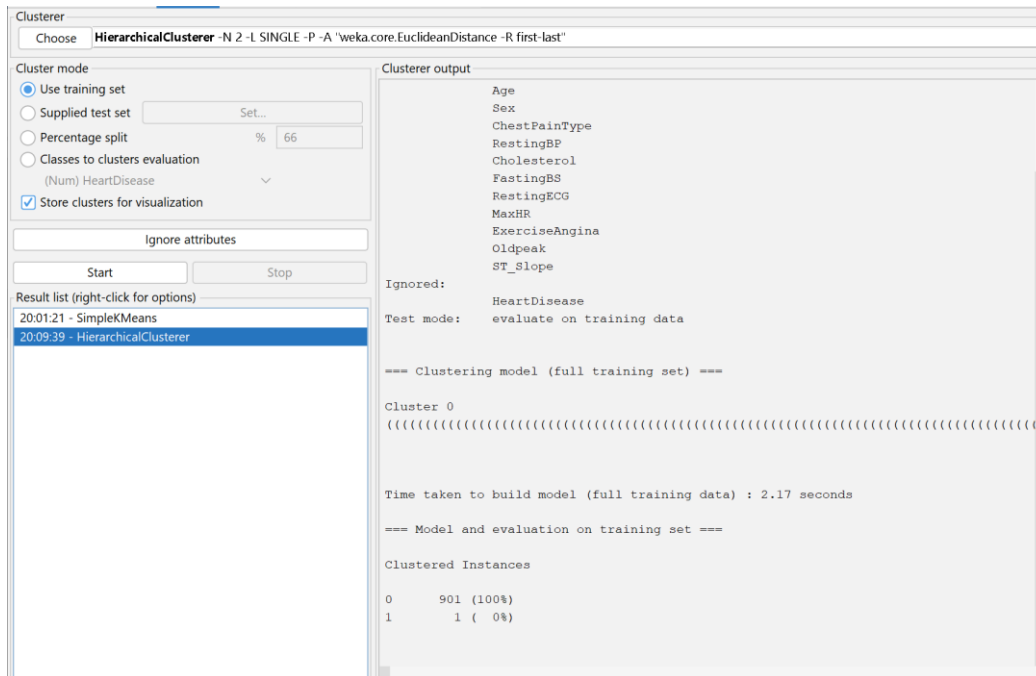 Clusterer
Choose HierarchicalClusterer -N 2 -L SINGLE -P -A "weka.core.EuclideanDistance -R first-last"
Cluster mode
Use training set
Supplied test set Set...
Percentage split % 66
Classes to clusters evaluation
(Num) HeartDisease
Store clusters for visualization
Ignore attributes
Start Stop
Result list (right-click for options)
20:01:21 - SimpleKMeans
20:09:39 - HierarchicalClusterer
Clusterer output
Age
Sex
ChestPainType
RestingBP
Cholesterol
FastingBS
RestingECG
MaxHR
ExerciseAngina
Oldpeak
ST_Slope
Ignored:
HeartDisease
Test mode: evaluate on training data
=== Clustering model (full training set) ===
Cluster 0
((((((((((((((((((((((((((((((((((((((((((((((((((((((((((((((((((((((((((((((((((((
Time taken to build model (full training data) : 2.17 seconds
=== Model and evaluation on training set ===
Clustered Instances
0 901 (100%)
1 1 ( 0%)